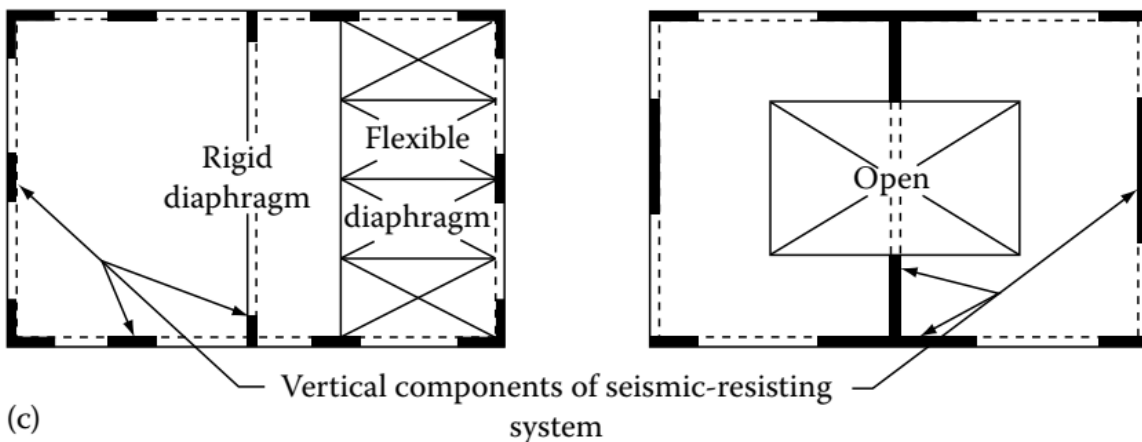 Rigid
diaphragm
Flexible
diaphragm
Open
Vertical components of seismic-resisting
system
(c)